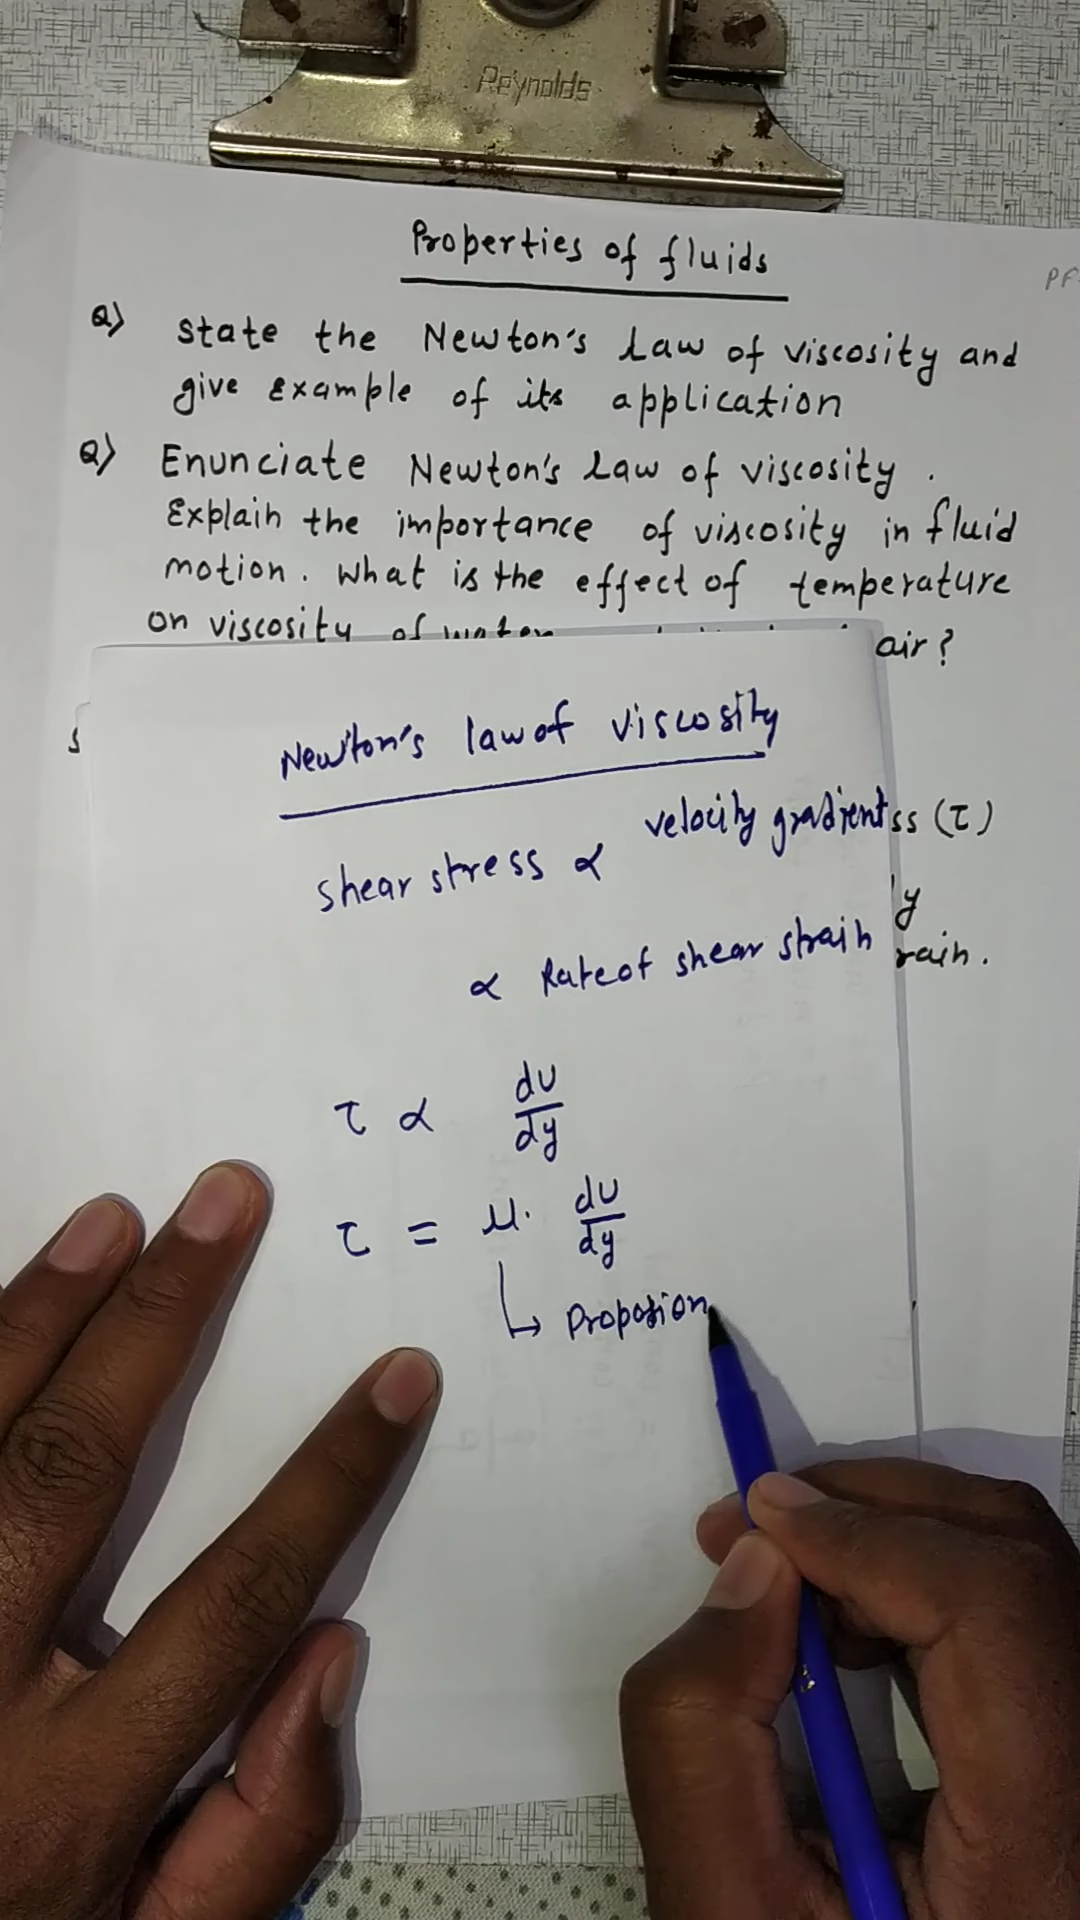 Reynolds
Properties of fluids
PF
Q) State the Newton's Law of viscosity and
give example of its application
Q) Enunciate Newton's Law of viscosity.
Explain the importance of viscosity in fluid
motion. What is the effect of temperature
on viscosity of water
air?
Newton's law of viscosity
shear stress ∝ velocity gradient
ss (τ)
y
∝ Rate of shear strain
rain.
τ ∝ du/dy
τ = μ. du/dy
↳ Proportion